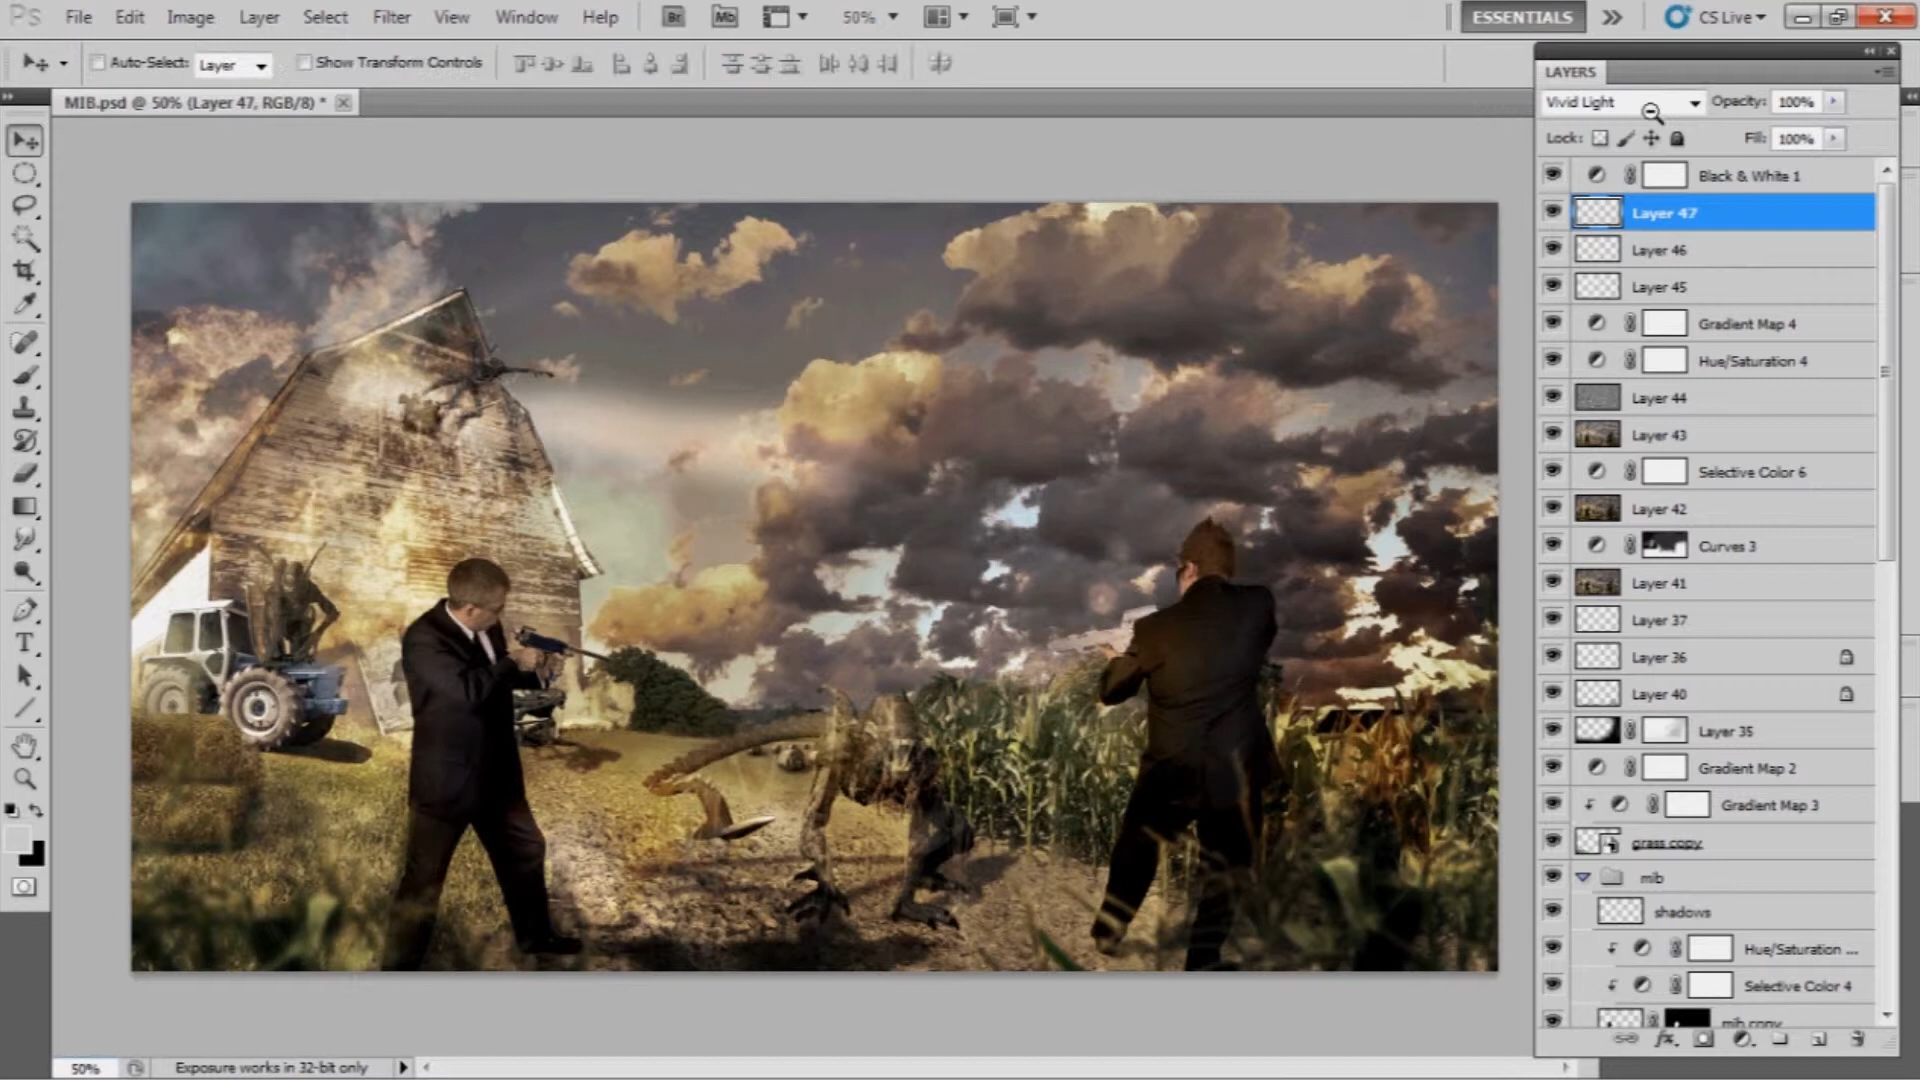 Ps File Edit Image Layer Select Filter View Window Help Br Mb 50% ESSENTIALS CS Live
Auto-Select: Layer Show Transform Controls
MIB.psd @ 50% (Layer 47, RGB/8) *
LAYERS
Vivid Light Opacity: 100%
Lock: Fill: 100%
Black & White 1
Layer 47
Layer 46
Layer 45
Gradient Map 4
Hue/Saturation 4
Layer 44
Layer 43
Selective Color 6
Layer 42
Curves 3
Layer 41
Layer 37
Layer 36
Layer 40
Layer 35
Gradient Map 2
Gradient Map 3
grass copy
mib
shadows
Hue/Saturation ...
Selective Color 4
mib copy
50% Exposure works in 32-bit only